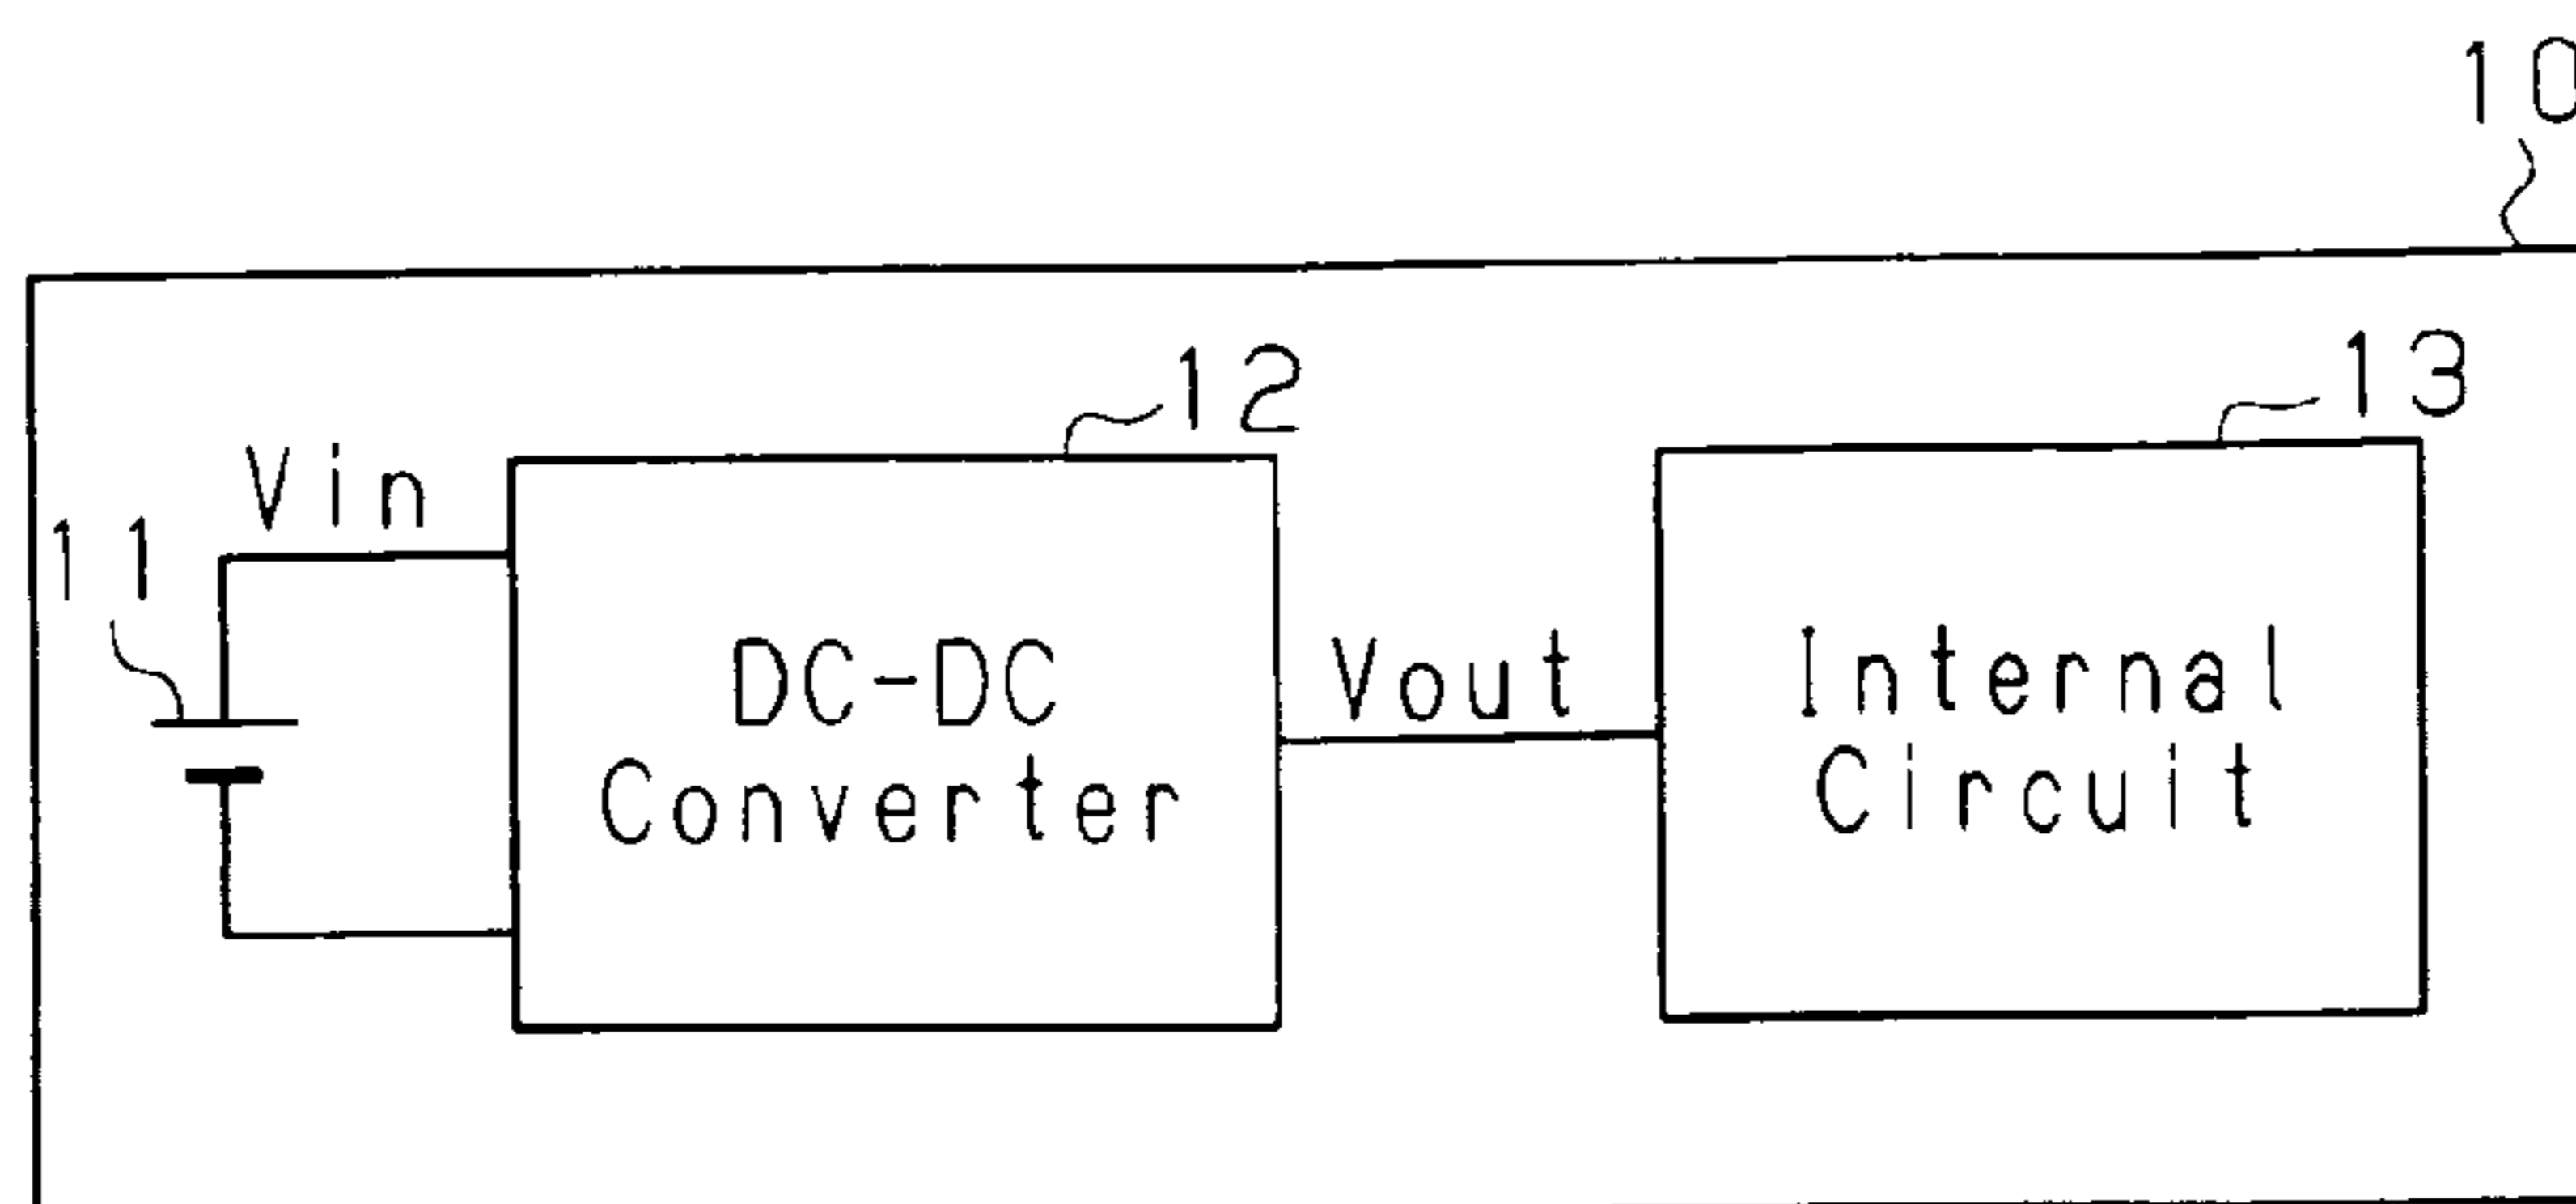 10
12
13
Vin
11
DC-DC
Converter
Vout
Internal
Circuit